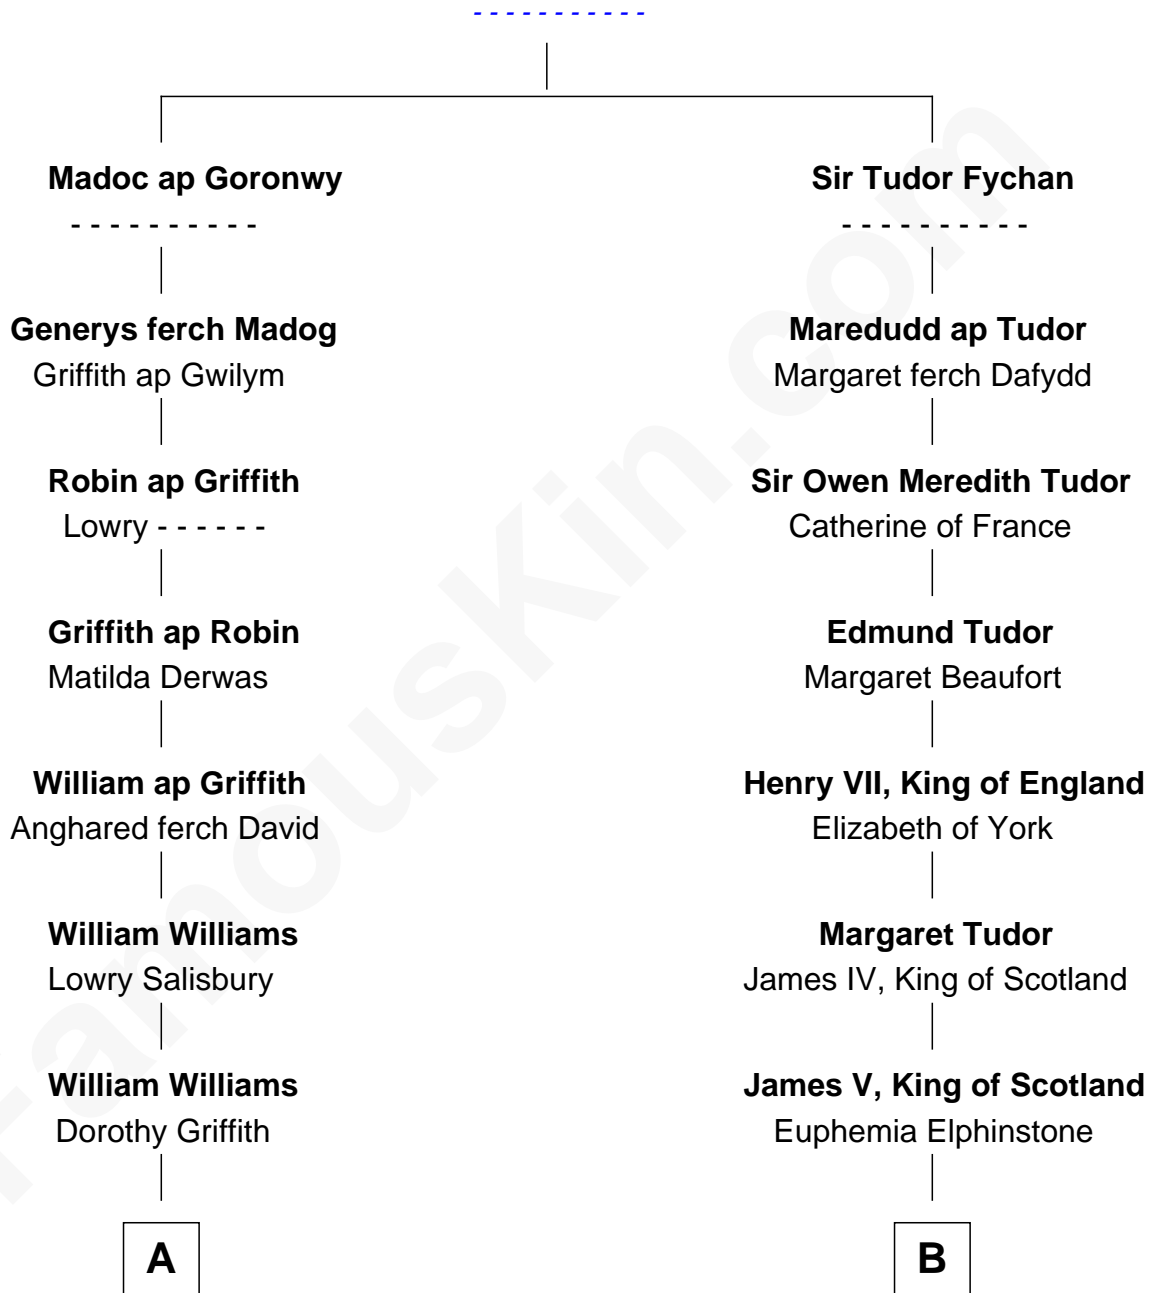 - - - - - - - - - - -
Madoc ap Goronwy
- - - - - - - - - -
Generys ferch Madog
Griffith ap Gwilym
Robin ap Griffith
Lowry - - - - - -
Griffith ap Robin
Matilda Derwas
William ap Griffith
Anghared ferch David
William Williams
Lowry Salisbury
William Williams
Dorothy Griffith
A
Sir Tudor Fychan
- - - - - - - - - -
Maredudd ap Tudor
Margaret ferch Dafydd
Sir Owen Meredith Tudor
Catherine of France
Edmund Tudor
Margaret Beaufort
Henry VII, King of England
Elizabeth of York
Margaret Tudor
James IV, King of Scotland
James V, King of Scotland
Euphemia Elphinstone
B
FamousKin.com